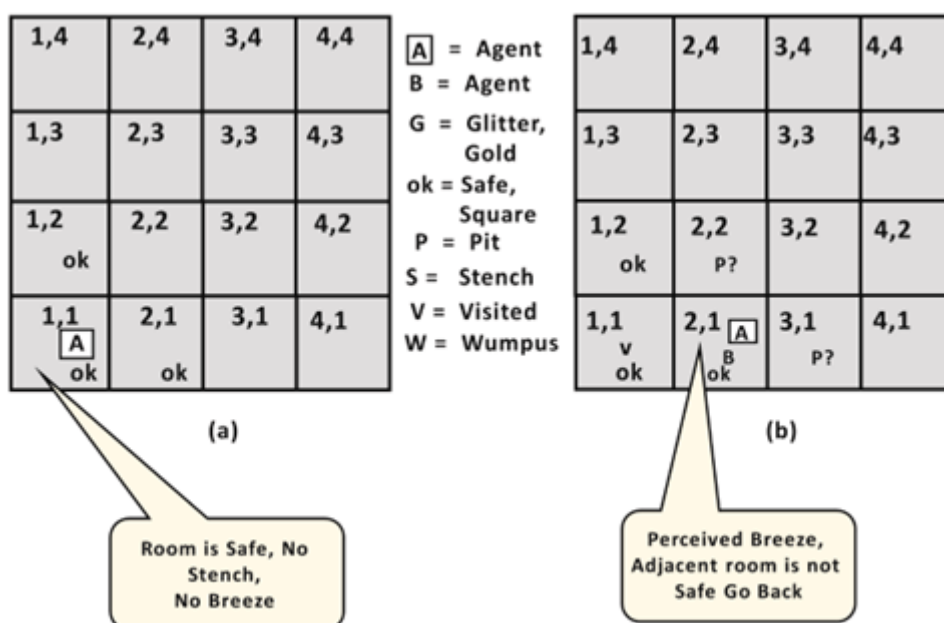 1,4 2,4 3,4 4,4
1,3 2,3 3,3 4,3
1,2 2,2 3,2 4,2
ok
1,1 2,1 3,1 4,1
A
ok ok
(a)
Room is Safe, No
Stench,
No Breeze
A = Agent
B = Agent
G = Glitter,
Gold
ok = Safe,
Square
P = Pit
S = Stench
V = Visited
W = Wumpus
1,4 2,4 3,4 4,4
1,3 2,3 3,3 4,3
1,2 2,2 3,2 4,2
ok P?
1,1 2,1 A 3,1 4,1
v B P?
ok ok
(b)
Perceived Breeze,
Adjacent room is not
Safe Go Back